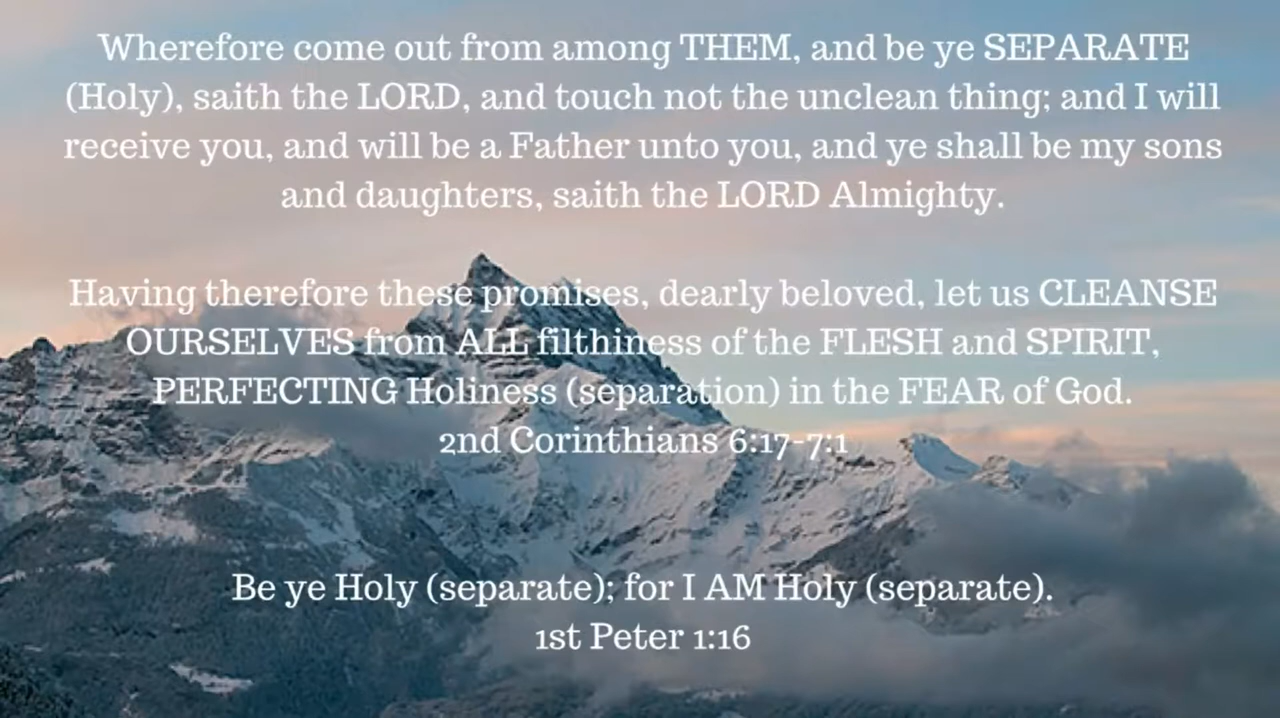 Wherefore come out from among THEM, and be ye SEPARATE
(Holy), saith the LORD, and touch not the unclean thing; and I will
receive you, and will be a Father unto you, and ye shall be my sons
and daughters, saith the LORD Almighty.
Having therefore these promises, dearly beloved, let us CLEANSE
OURSELVES from ALL filthiness of the FLESH and SPIRIT,
PERFECTING Holiness (separation) in the FEAR of God.
2nd Corinthians 6:17-7:1
Be ye Holy (separate); for I AM Holy (separate).
1st Peter 1:16